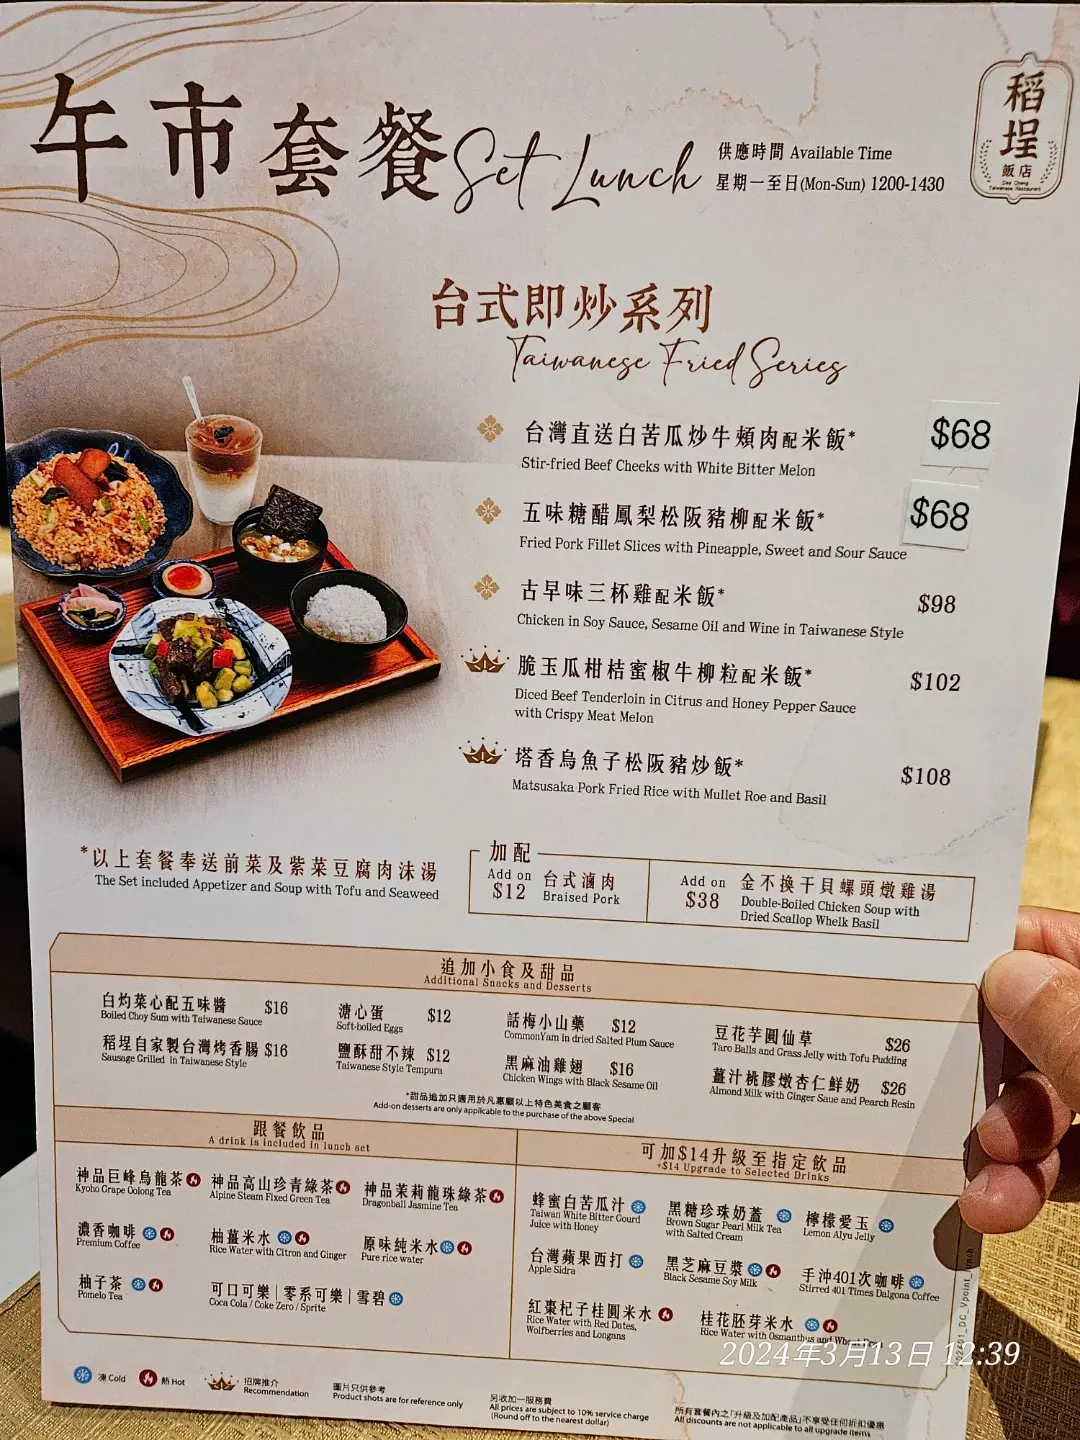 午市套餐 Set Lunch
供應時間 Available Time
星期一至日(Mon-Sun) 1200-1430
稻埕
飯店
Taiwanese Restaurant
台式即炒系列
Taiwanese Fried Series
台灣直送白苦瓜炒牛頰肉配米飯* $68
Stir-fried Beef Cheeks with White Bitter Melon
五味糖醋鳳梨松阪豬柳配米飯* $68
Fried Pork Fillet Slices with Pineapple, Sweet and Sour Sauce
古早味三杯雞配米飯* $98
Chicken in Soy Sauce, Sesame Oil and Wine in Taiwanese Style
脆玉瓜柑桔蜜椒牛柳粒配米飯* $102
Diced Beef Tenderloin in Citrus and Honey Pepper Sauce
with Crispy Meat Melon
塔香烏魚子松阪豬炒飯* $108
Matsusaka Pork Fried Rice with Mullet Roe and Basil
*以上套餐奉送前菜及紫菜豆腐肉沫湯
The Set included Appetizer and Soup with Tofu and Seaweed
加配
Add on $12 台式滷肉 Braised Pork
Add on $38 金不換干貝螺頭燉雞湯
Double-Boiled Chicken Soup with
Dried Scallop Whelk Basil
追加小食及甜品
Additional Snacks and Desserts
白灼菜心配五味醬 $16
Boiled Choy Sum with Taiwanese Sauce
溏心蛋 $12
Soft-boiled Eggs
話梅小山藥 $12
CommonYam in dried Salted Plum Sauce
豆花芋圓仙草 $26
Taro Balls and Grass Jelly with Tofu Pudding
稻埕自家製台灣烤香腸 $16
Sausage Grilled in Taiwanese Style
鹽酥甜不辣 $12
Taiwanese Style Tempura
黑麻油雞翅 $16
Chicken Wings with Black Sesame Oil
薑汁桃膠燉杏仁鮮奶 $26
Almond Milk with Ginger Saue and Pearch Resin
*甜品追加只適用於凡惠顧以上特色美食之顧客
Add-on desserts are only applicable to the purchase of the above Special
跟餐飲品
A drink is included in lunch set
神品巨峰烏龍茶
Kyoho Grape Oolong Tea
神品高山珍青綠茶
Alpine Steam Fixed Green Tea
神品茉莉龍珠綠茶
Dragonball Jasmine Tea
濃香咖啡
Premium Coffee
柚薑米水
Rice Water with Citron and Ginger
原味純米水
Pure rice water
柚子茶
Pomelo Tea
可口可樂 | 零系可樂 | 雪碧
Coca Cola / Coke Zero / Sprite
可加$14升級至指定飲品
+$14 Upgrade to Selected Drinks
蜂蜜白苦瓜汁
Taiwan White Bitter Gourd
Juice with Honey
黑糖珍珠奶蓋
Brown Sugar Pearl Milk Tea
with Salted Cream
檸檬愛玉
Lemon Aiyu Jelly
台灣蘋果西打
Apple Sidra
黑芝麻豆漿
Black Sesame Soy Milk
手沖401次咖啡
Stirred 401 Times Dalgona Coffee
紅棗杞子桂圓米水
Rice Water with Red Dates,
Wolfberries and Longans
桂花胚芽米水
Rice Water with Osmanthus and Wheat
凍 Cold
熱 Hot
招牌推介
Recommendation
圖片只供參考
Product shots are for reference only
另收加一服務費
All prices are subject to 10% service charge
(Round off to the nearest dollar)
所有套餐內之「升級及加配產品」不享受任何折扣優惠
All discounts are not applicable to all upgrade items
2024年3月13日 12:39